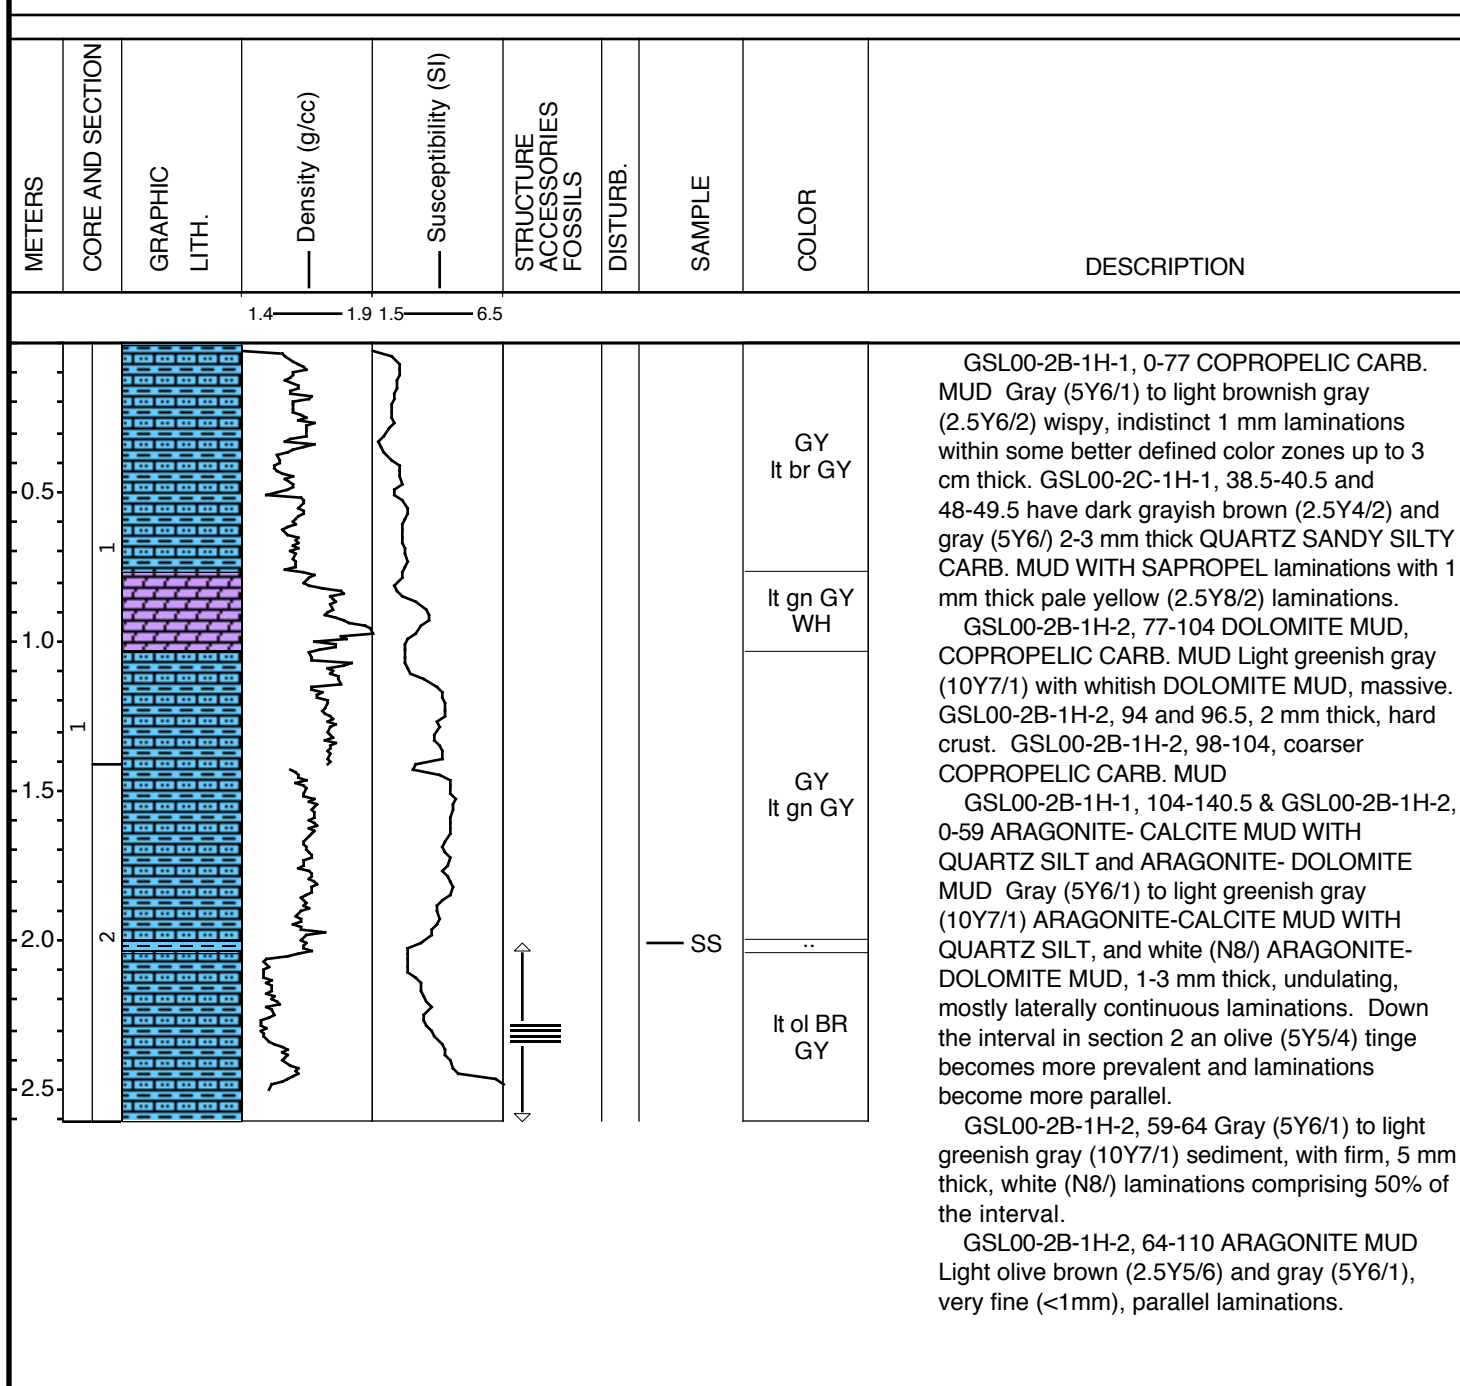 METERS
CORE AND SECTION
GRAPHIC
LITH.
Density (g/cc)
Susceptibility (SI)
STRUCTURE
ACCESSORIES
FOSSILS
DISTURB.
SAMPLE
COLOR
DESCRIPTION
1.4 1.9 1.5 6.5
0.5
1.0
1.5
2.0
2.5
1
1
2
SS
GY
lt br GY
lt gn GY
WH
GY
lt gn GY
..
lt ol BR
GY
GSL00-2B-1H-1, 0-77 COPROPELIC CARB.
MUD Gray (5Y6/1) to light brownish gray
(2.5Y6/2) wispy, indistinct 1 mm laminations
within some better defined color zones up to 3
cm thick. GSL00-2C-1H-1, 38.5-40.5 and
48-49.5 have dark grayish brown (2.5Y4/2) and
gray (5Y6/) 2-3 mm thick QUARTZ SANDY SILTY
CARB. MUD WITH SAPROPEL laminations with 1
mm thick pale yellow (2.5Y8/2) laminations.
GSL00-2B-1H-2, 77-104 DOLOMITE MUD,
COPROPELIC CARB. MUD Light greenish gray
(10Y7/1) with whitish DOLOMITE MUD, massive.
GSL00-2B-1H-2, 94 and 96.5, 2 mm thick, hard
crust. GSL00-2B-1H-2, 98-104, coarser
COPROPELIC CARB. MUD
GSL00-2B-1H-1, 104-140.5 & GSL00-2B-1H-2,
0-59 ARAGONITE- CALCITE MUD WITH
QUARTZ SILT and ARAGONITE- DOLOMITE
MUD Gray (5Y6/1) to light greenish gray
(10Y7/1) ARAGONITE-CALCITE MUD WITH
QUARTZ SILT, and white (N8/) ARAGONITE-
DOLOMITE MUD, 1-3 mm thick, undulating,
mostly laterally continuous laminations. Down
the interval in section 2 an olive (5Y5/4) tinge
becomes more prevalent and laminations
become more parallel.
GSL00-2B-1H-2, 59-64 Gray (5Y6/1) to light
greenish gray (10Y7/1) sediment, with firm, 5 mm
thick, white (N8/) laminations comprising 50% of
the interval.
GSL00-2B-1H-2, 64-110 ARAGONITE MUD
Light olive brown (2.5Y5/6) and gray (5Y6/1),
very fine (<1mm), parallel laminations.